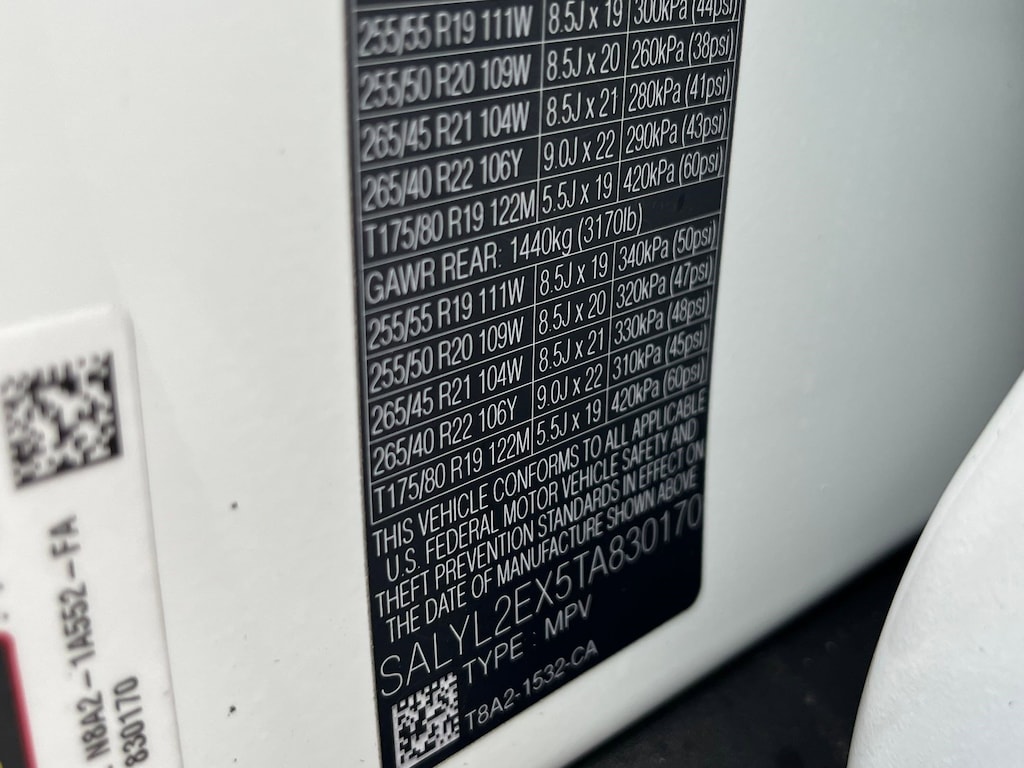 255/55 R19 111W 8.5J x 19 300kPa (44psi)
255/50 R20 109W 8.5J x 20 260kPa (38psi)
265/45 R21 104W 8.5J x 21 280kPa (41psi)
265/40 R22 106Y 9.0J x 22 290kPa (43psi)
T175/80 R19 122M 5.5J x 19 420kPa (60psi)
GAWR REAR: 1440kg (3170lb)
255/55 R19 111W 8.5J x 19 340kPa (50psi)
255/50 R20 109W 8.5J x 20 320kPa (47psi)
265/45 R21 104W 8.5J x 21 330kPa (48psi)
265/40 R22 106Y 9.0J x 22 310kPa (45psi)
T175/80 R19 122M 5.5J x 19 420kPa (60psi)
THIS VEHICLE CONFORMS TO ALL APPLICABLE
U.S. FEDERAL MOTOR VEHICLE SAFETY AND
THEFT PREVENTION STANDARDS IN EFFECT ON
THE DATE OF MANUFACTURE SHOWN ABOVE
SALYL2EX5TA830170
TYPE : MPV
T8A2-1532-CA
N8A2-1A552-FA
830170